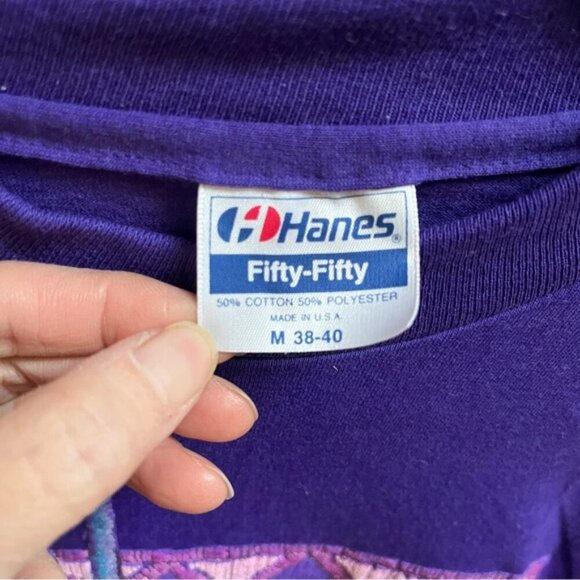 Hanes®
Fifty-Fifty
50% COTTON 50% POLYESTER
MADE IN U.S.A.
M 38-40